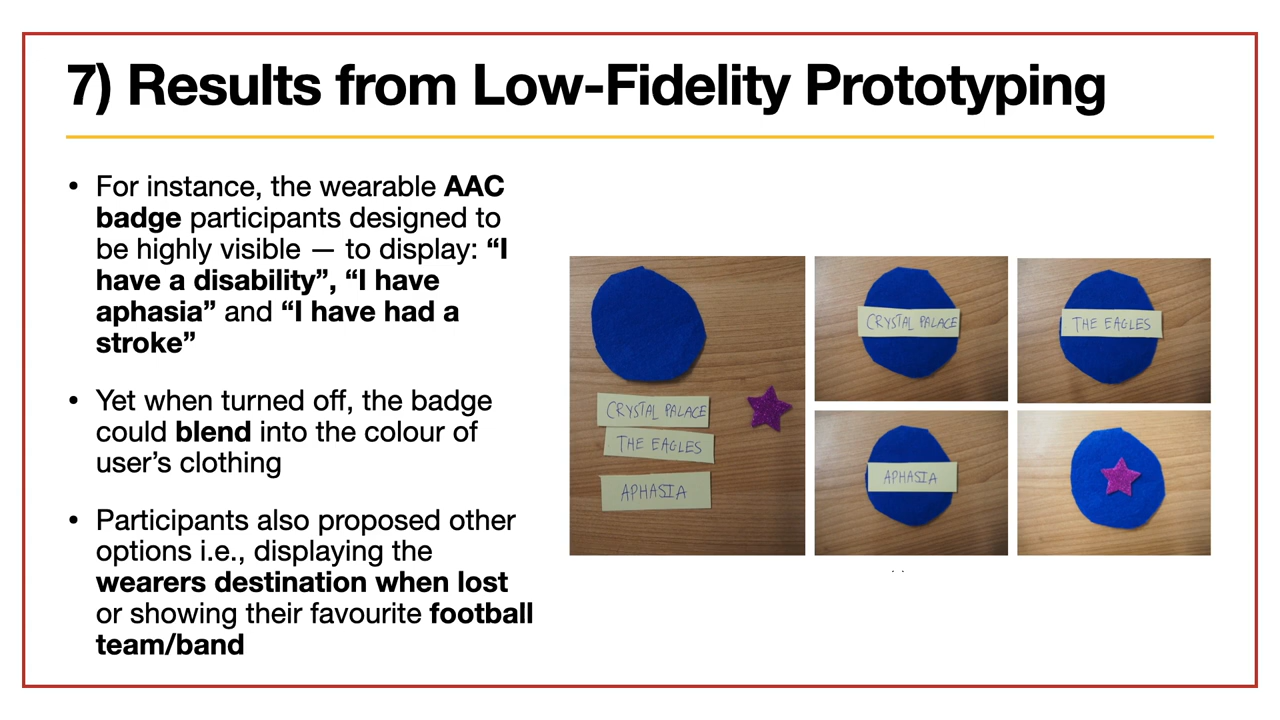 7) Results from Low-Fidelity Prototyping
• For instance, the wearable AAC
badge participants designed to
be highly visible — to display: “I
have a disability”, “I have
aphasia” and “I have had a
stroke”
• Yet when turned off, the badge
could blend into the colour of
user’s clothing
• Participants also proposed other
options i.e., displaying the
wearers destination when lost
or showing their favourite football
team/band
CRYSTAL PALACE
THE EAGLES
APHASIA
CRYSTAL PALACE
THE EAGLES
APHASIA